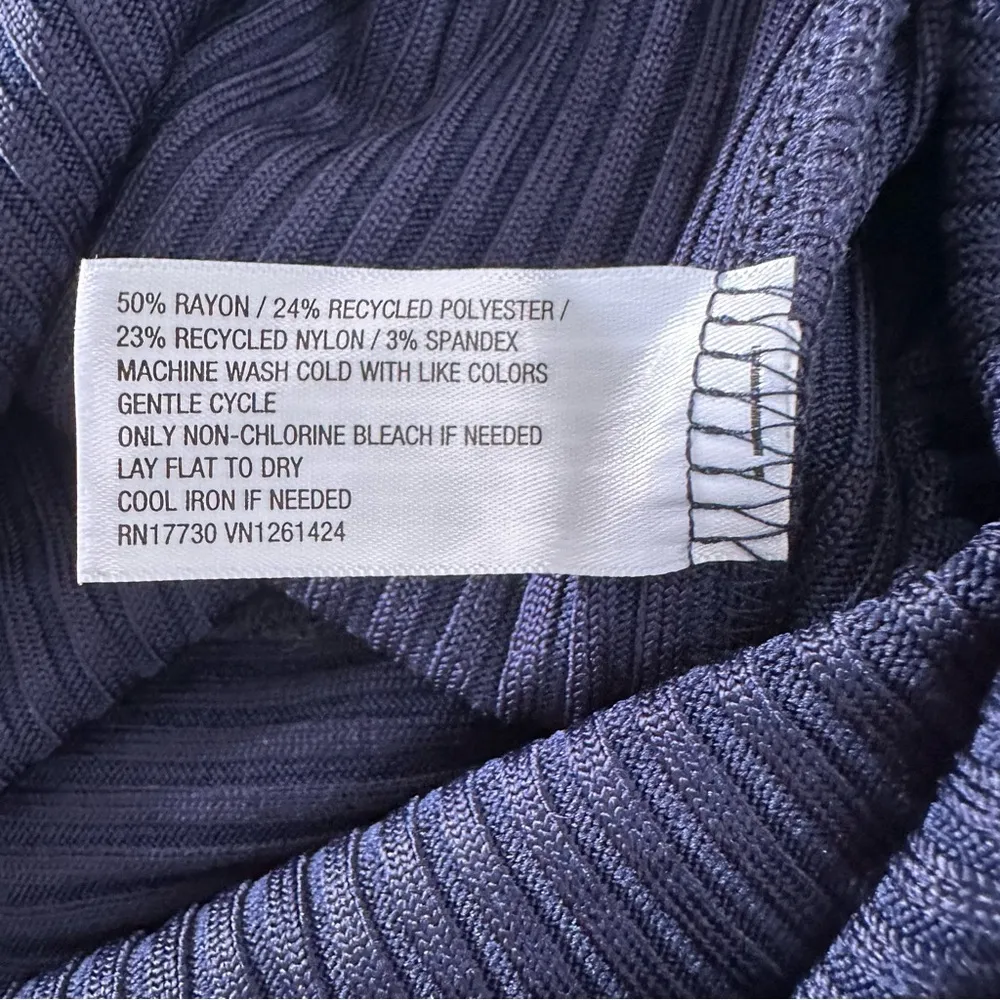 50% RAYON / 24% RECYCLED POLYESTER /
23% RECYCLED NYLON / 3% SPANDEX
MACHINE WASH COLD WITH LIKE COLORS
GENTLE CYCLE
ONLY NON-CHLORINE BLEACH IF NEEDED
LAY FLAT TO DRY
COOL IRON IF NEEDED
RN17730 VN1261424